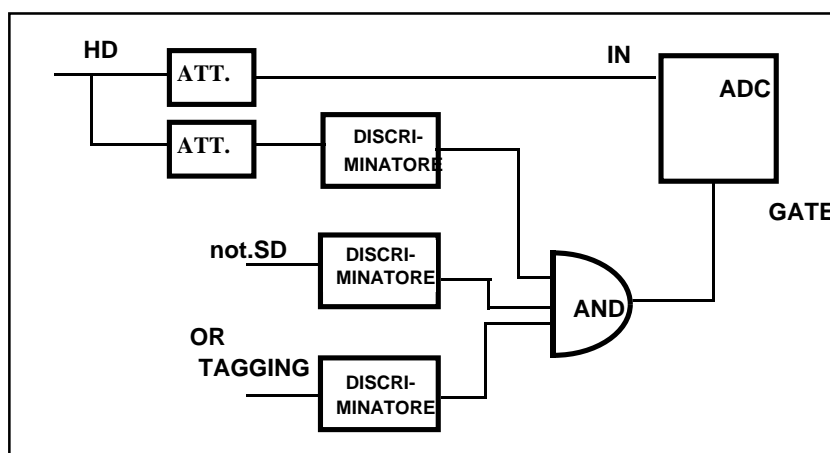 HD
ATT.
IN
ADC
ATT.
DISCRI-
MINATORE
GATE
not.SD
DISCRI-
MINATORE
AND
OR
TAGGING
DISCRI-
MINATORE